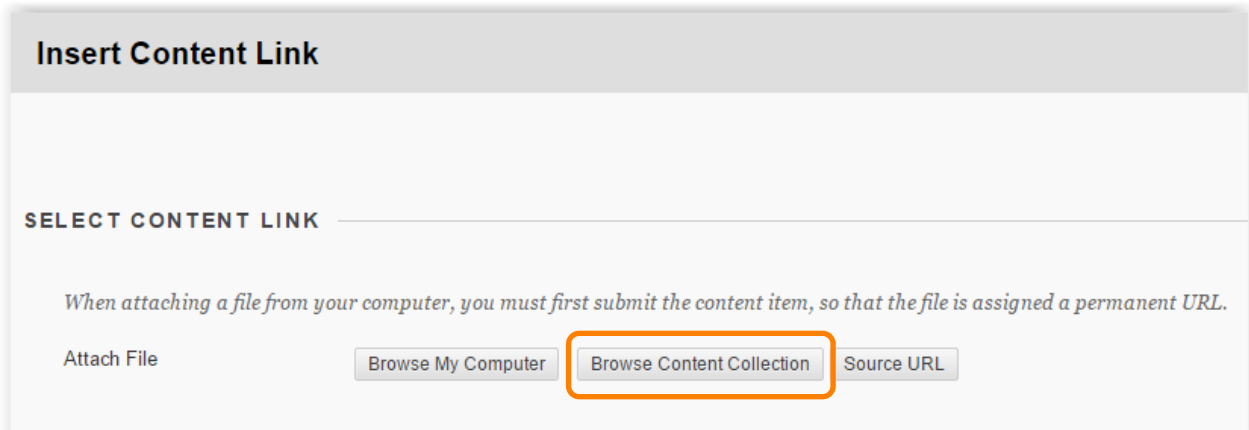 Insert Content Link
SELECT CONTENT LINK
When attaching a file from your computer, you must first submit the content item, so that the file is assigned a permanent URL.
Attach File Browse My Computer Browse Content Collection Source URL